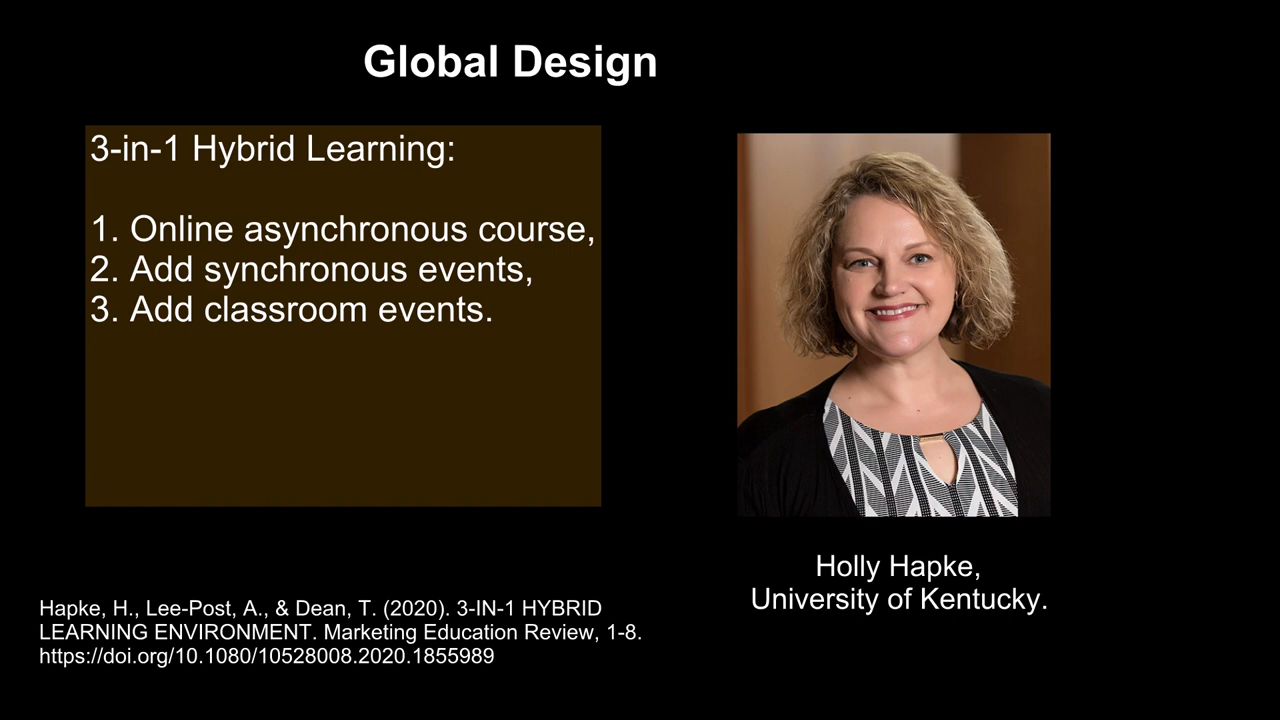 Global Design
3-in-1 Hybrid Learning:
1. Online asynchronous course,
2. Add synchronous events,
3. Add classroom events.
Holly Hapke,
University of Kentucky.
Hapke, H., Lee-Post, A., & Dean, T. (2020). 3-IN-1 HYBRID
LEARNING ENVIRONMENT. Marketing Education Review, 1-8.
https://doi.org/10.1080/10528008.2020.1855989